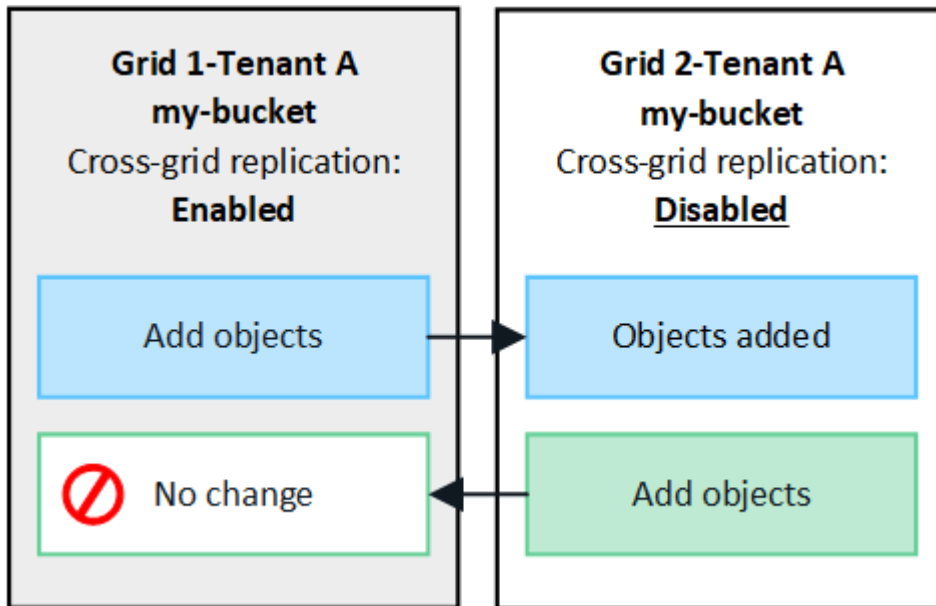 Grid 1-Tenant A
my-bucket
Cross-grid replication:
Enabled
Add objects
No change
Grid 2-Tenant A
my-bucket
Cross-grid replication:
Disabled
Objects added
Add objects